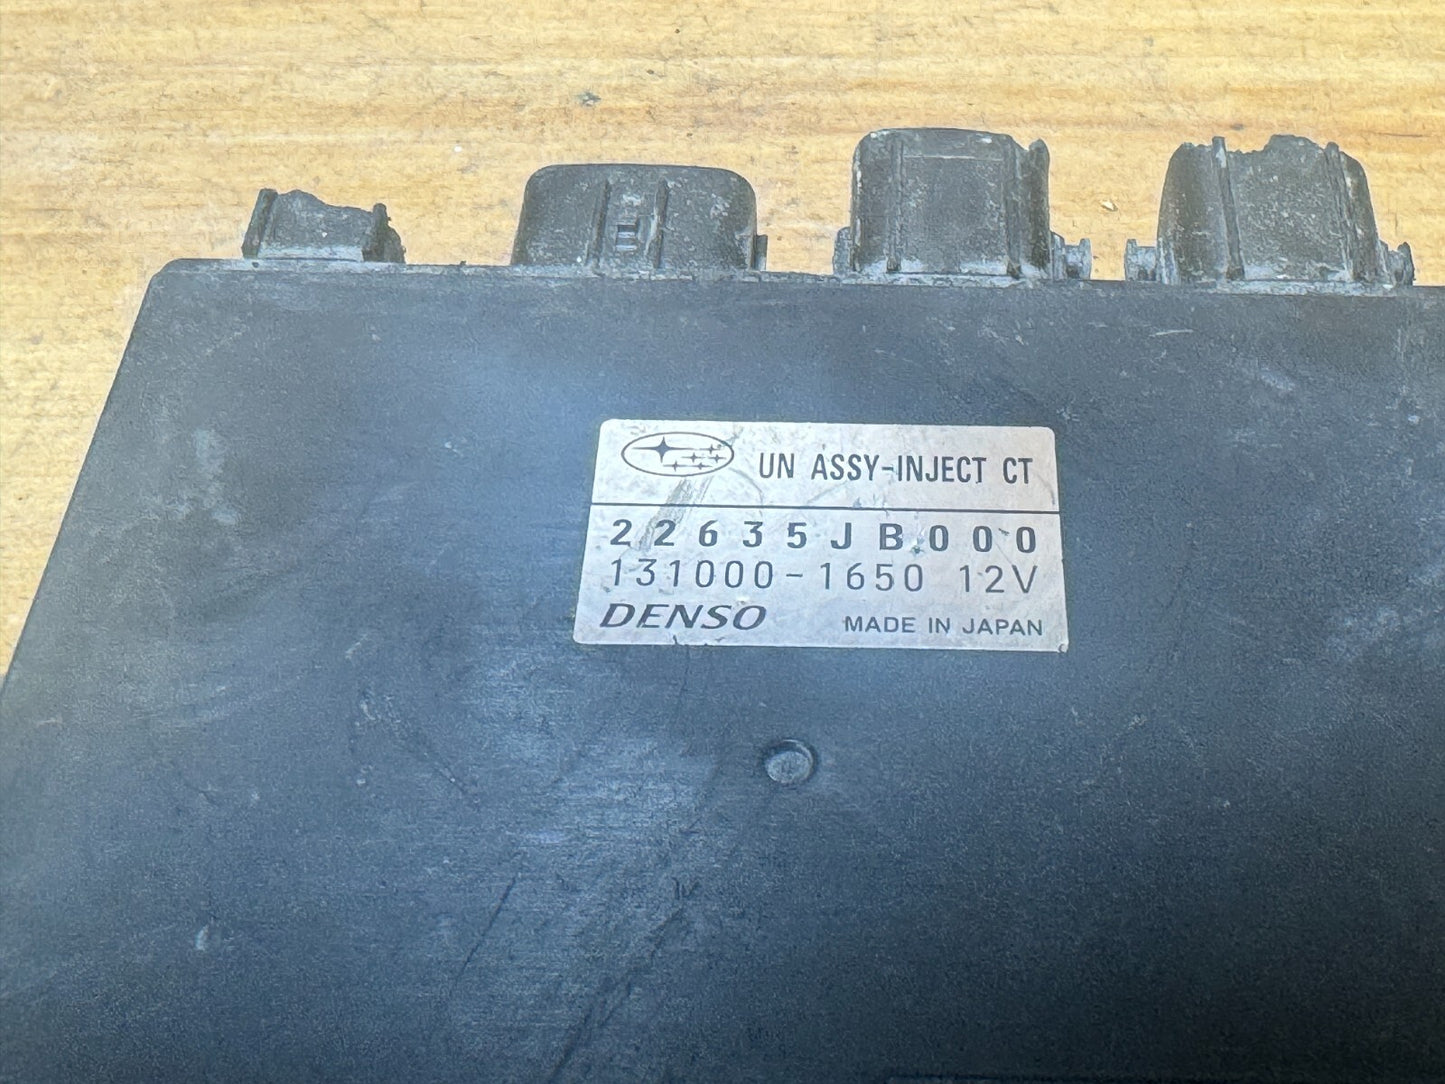 UN ASSY-INJECT CT
22635JB000
131000-1650 12V
DENSO MADE IN JAPAN